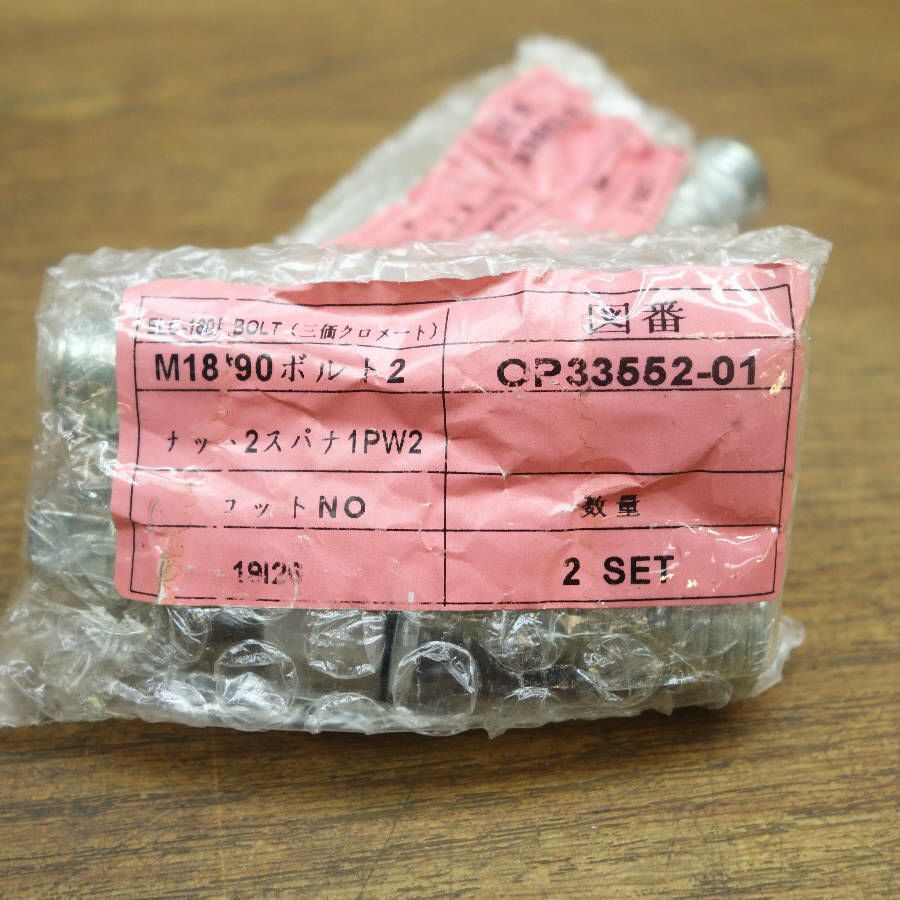 BOLT (三価クロメート)
図番
M18*90ボルト2
CP33552-01
ナット2スパナ1PW2
ロットNO
数量
19I26
2 SET